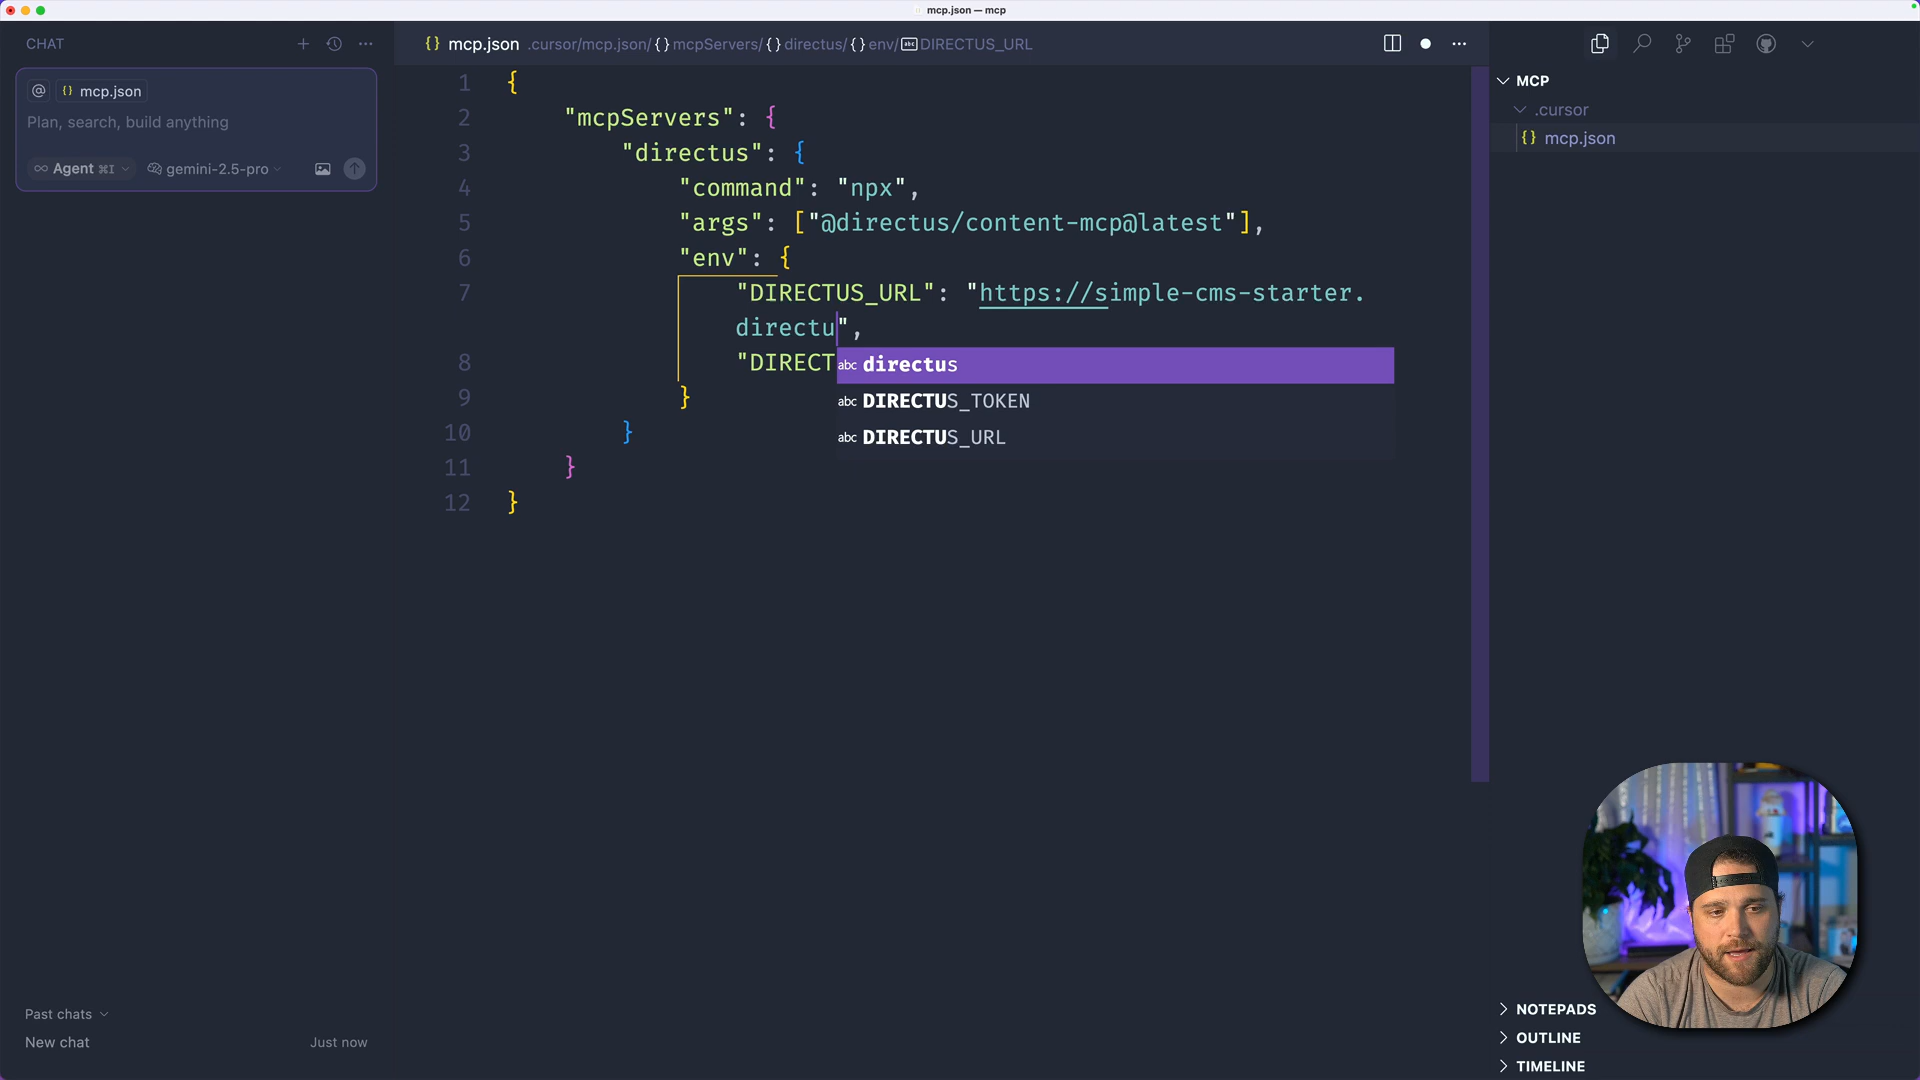 mcp.json — mcp
CHAT
@ {} mcp.json
Plan, search, build anything
∞ Agent ⌘I
gemini-2.5-pro
Past chats
New chat
Just now
{} mcp.json .cursor/mcp.json/{}mcpServers/{}directus/{}env/abcDIRECTUS_URL
1 {
2 "mcpServers": {
3 "directus": {
4 "command": "npx",
5 "args": ["@directus/content-mcp@latest"],
6 "env": {
7 "DIRECTUS_URL": "https://simple-cms-starter.
directu",
8 "DIRECT
abc directus
abc DIRECTUS_TOKEN
abc DIRECTUS_URL
9 }
10 }
11 }
12 }
MCP
.cursor
{} mcp.json
NOTEPADS
OUTLINE
TIMELINE